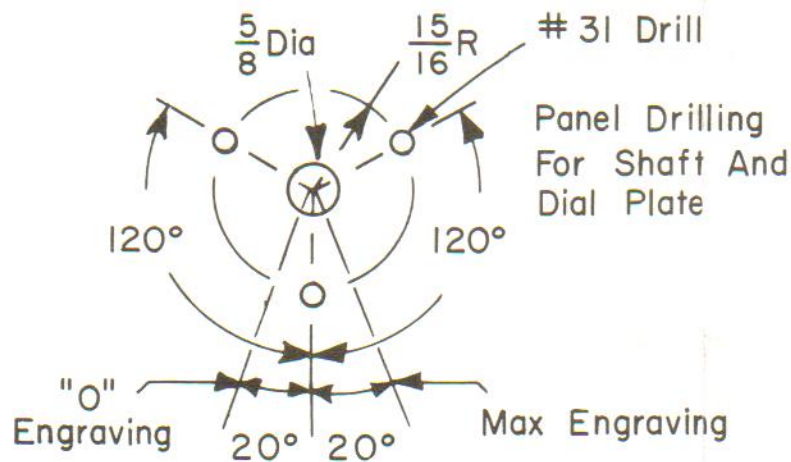 5/8 Dia
15/16 R
# 31 Drill
Panel Drilling
For Shaft And
Dial Plate
120°
120°
"O"
Engraving
20°
20°
Max Engraving